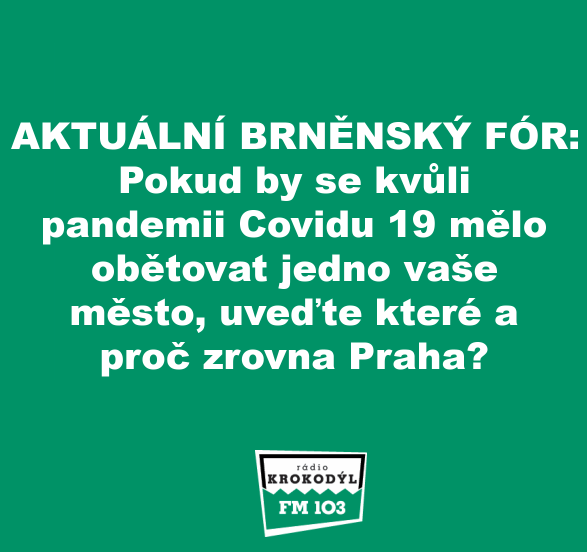 AKTUÁLNÍ BRNĚNSKÝ FÓR:
Pokud by se kvůli
pandemii Covidu 19 mělo
obětovat jedno vaše
město, uveďte které a
proč zrovna Praha?
rádio
KROKODÝL
FM 103